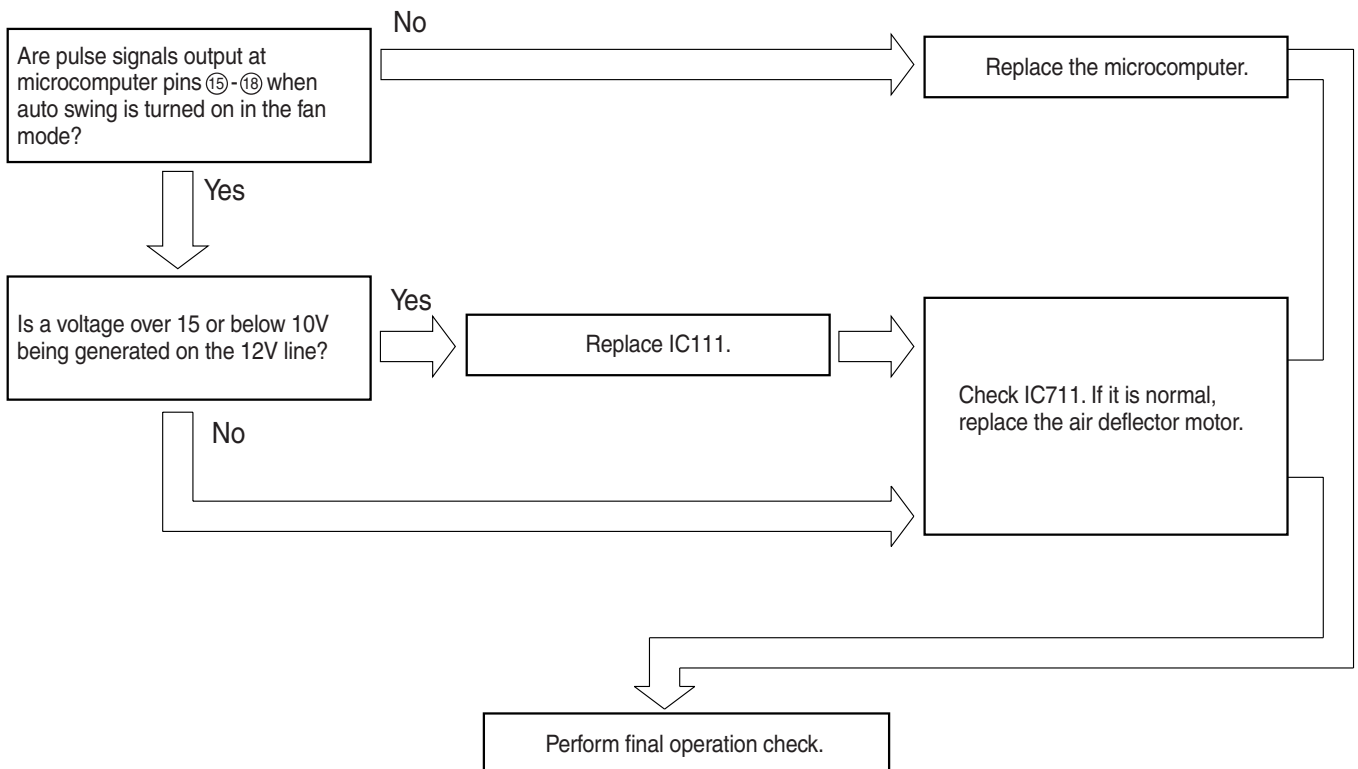 No
Are pulse signals output at
microcomputer pins ⑮-⑱ when
auto swing is turned on in the fan
mode?
Replace the microcomputer.
Yes
Is a voltage over 15 or below 10V
being generated on the 12V line?
Yes
Replace IC111.
Check IC711. If it is normal,
replace the air deflector motor.
No
Perform final operation check.